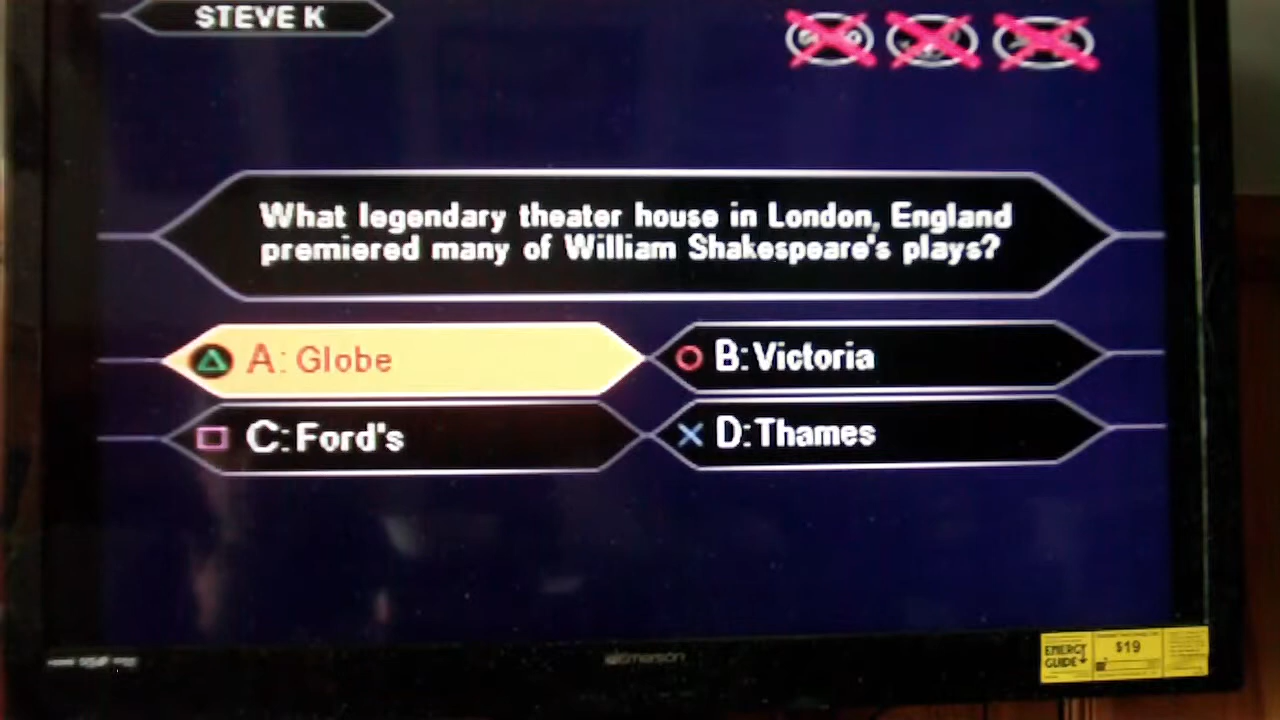 STEVE K
What legendary theater house in London, England
premiered many of William Shakespeare's plays?
A: Globe
B: Victoria
C: Ford's
D: Thames
emerson
ENERGY
GUIDE
$19